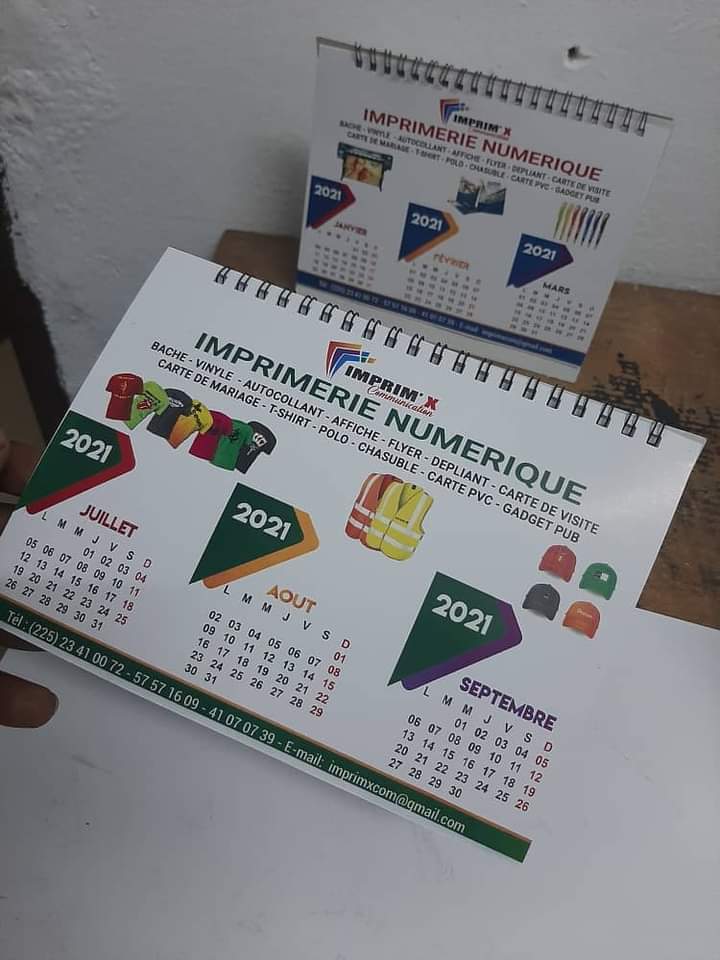 IMPRIM'X
Communication
IMPRIMERIE NUMERIQUE
BACHE - VINYLE - AUTOCOLLANT - AFFICHE - FLYER - DEPLIANT - CARTE DE VISITE
CARTE DE MARIAGE - T-SHIRT - POLO - CHASUBLE - CARTE PVC - GADGET PUB
2021 2021 2021
JANVIER FÉVRIER MARS
IMPRIM'X
Communication
IMPRIMERIE NUMERIQUE
BACHE - VINYLE - AUTOCOLLANT - AFFICHE - FLYER - DEPLIANT - CARTE DE VISITE
CARTE DE MARIAGE - T-SHIRT - POLO - CHASUBLE - CARTE PVC - GADGET PUB
2021
JUILLET
L M M J V S D
01 02 03 04
05 06 07 08 09 10 11
12 13 14 15 16 17 18
19 20 21 22 23 24 25
26 27 28 29 30 31
2021
AOUT
L M M J V S D
01
02 03 04 05 06 07 08
09 10 11 12 13 14 15
16 17 18 19 20 21 22
23 24 25 26 27 28 29
30 31
2021
SEPTEMBRE
L M M J V S D
01 02 03 04 05
06 07 08 09 10 11 12
13 14 15 16 17 18 19
20 21 22 23 24 25 26
27 28 29 30
Tél.: (225) 23 41 00 72 - 57 57 16 09 - 41 07 07 39 - E-mail: imprimxcom@gmail.com